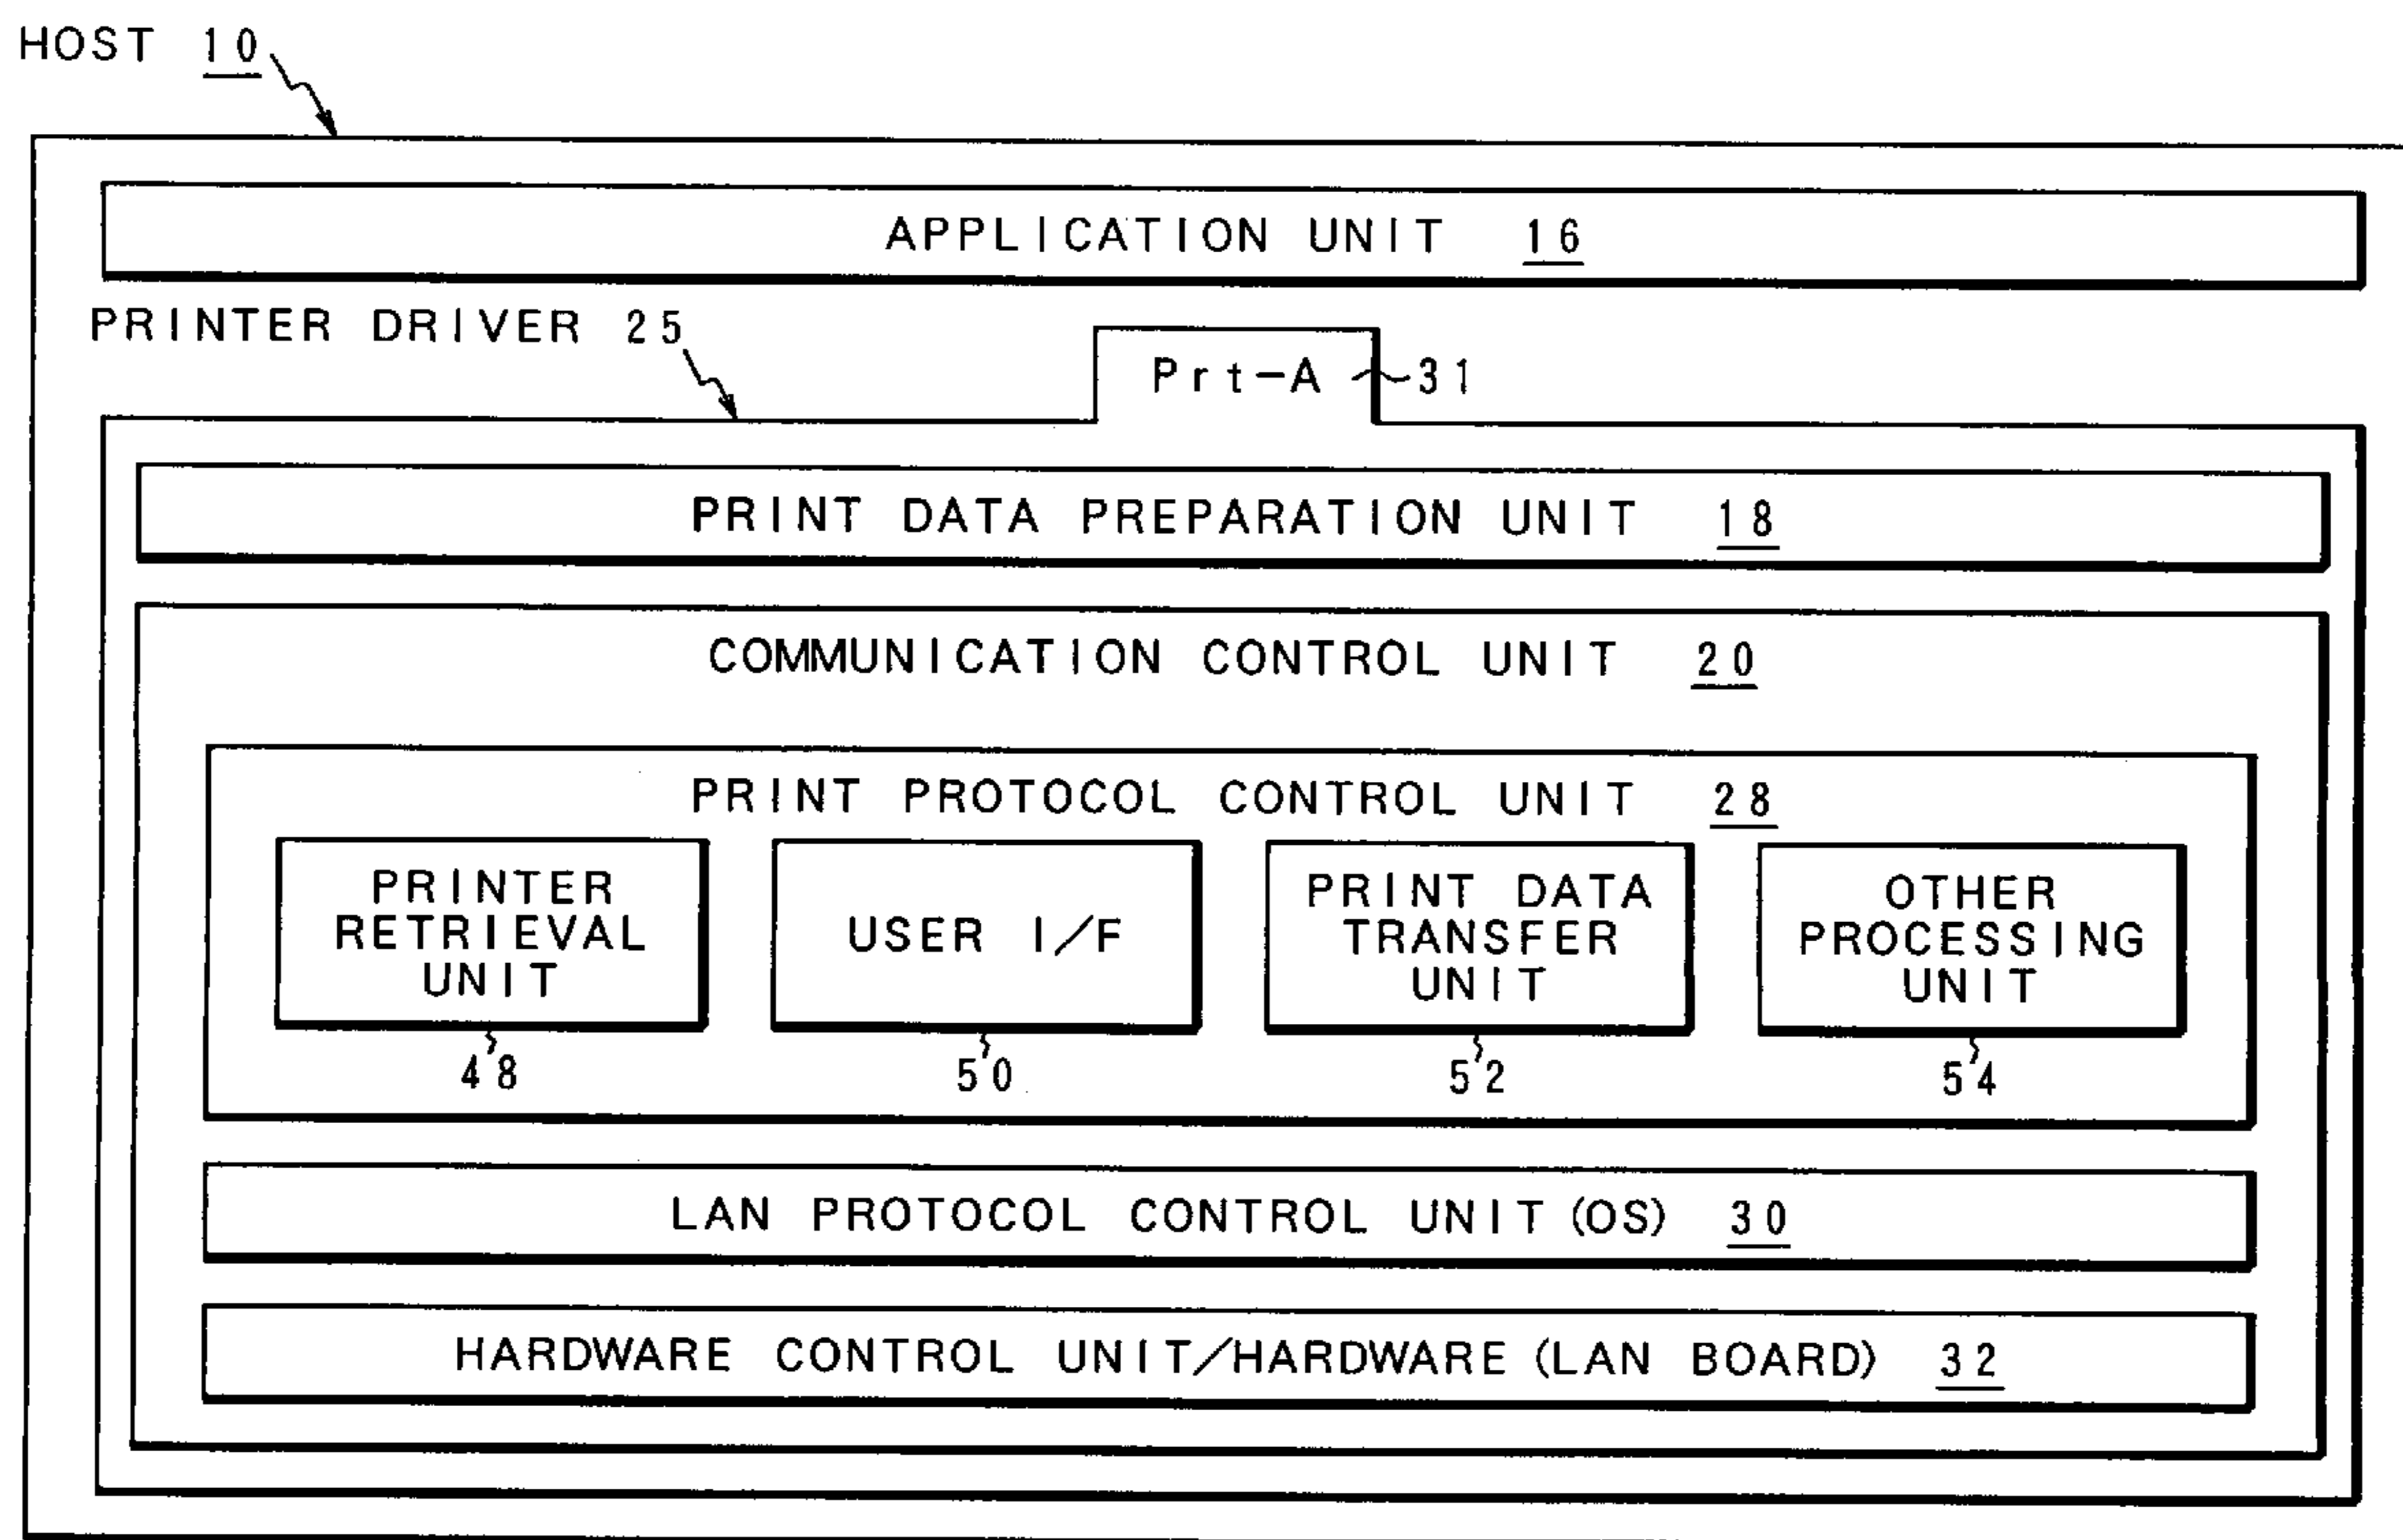 HOST 10
APPLICATION UNIT 16
PRINTER DRIVER 25
Prt-A 31
PRINT DATA PREPARATION UNIT 18
COMMUNICATION CONTROL UNIT 20
PRINT PROTOCOL CONTROL UNIT 28
PRINTER
RETRIEVAL
UNIT
48
USER I/F
50
PRINT DATA
TRANSFER
UNIT
52
OTHER
PROCESSING
UNIT
54
LAN PROTOCOL CONTROL UNIT (OS) 30
HARDWARE CONTROL UNIT/HARDWARE (LAN BOARD) 32